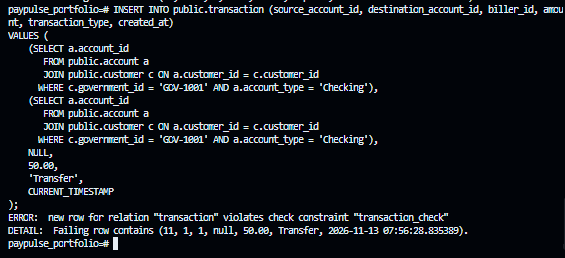 paypulse_portfolio=# INSERT INTO public.transaction (source_account_id, destination_account_id, biller_id, amou
nt, transaction_type, created_at)
VALUES (
    (SELECT a.account_id
       FROM public.account a
       JOIN public.customer c ON a.customer_id = c.customer_id
      WHERE c.government_id = 'GOV-1001' AND a.account_type = 'Checking'),
    (SELECT a.account_id
       FROM public.account a
       JOIN public.customer c ON a.customer_id = c.customer_id
      WHERE c.government_id = 'GOV-1001' AND a.account_type = 'Checking'),
    NULL,
    50.00,
    'Transfer',
    CURRENT_TIMESTAMP
);
ERROR:  new row for relation "transaction" violates check constraint "transaction_check"
DETAIL:  Failing row contains (11, 1, 1, null, 50.00, Transfer, 2026-11-13 07:56:28.835389).
paypulse_portfolio=#